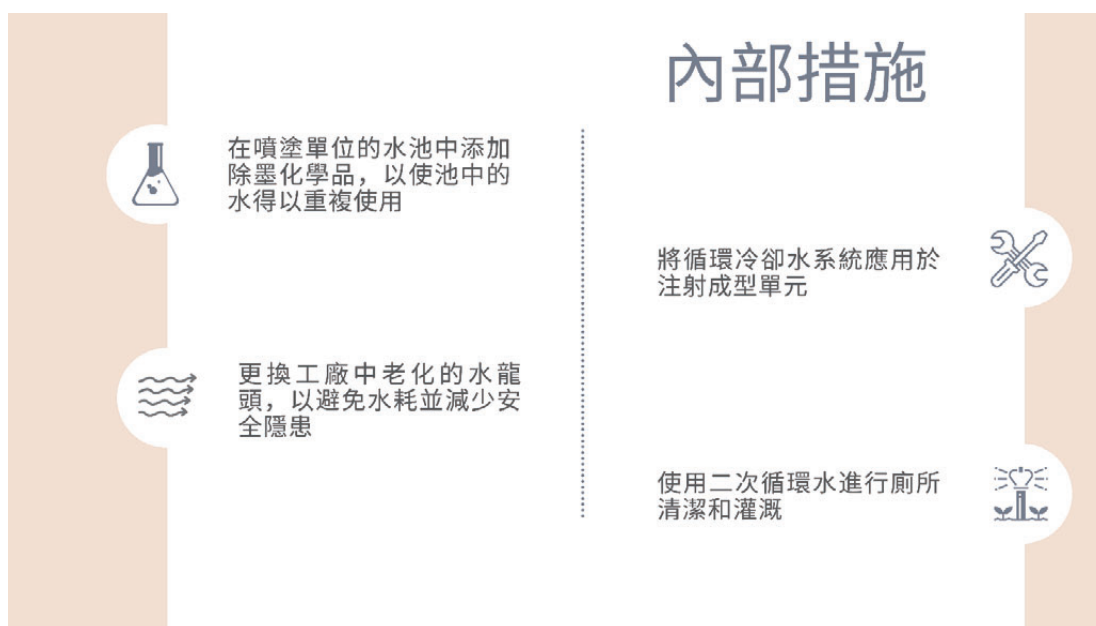 內部措施
在噴塗單位的水池中添加
除墨化學品，以使池中的
水得以重複使用
將循環冷卻水系統應用於
注射成型單元
更換工廠中老化的水龍
頭，以避免水耗並減少安
全隱患
使用二次循環水進行廁所
清潔和灌溉